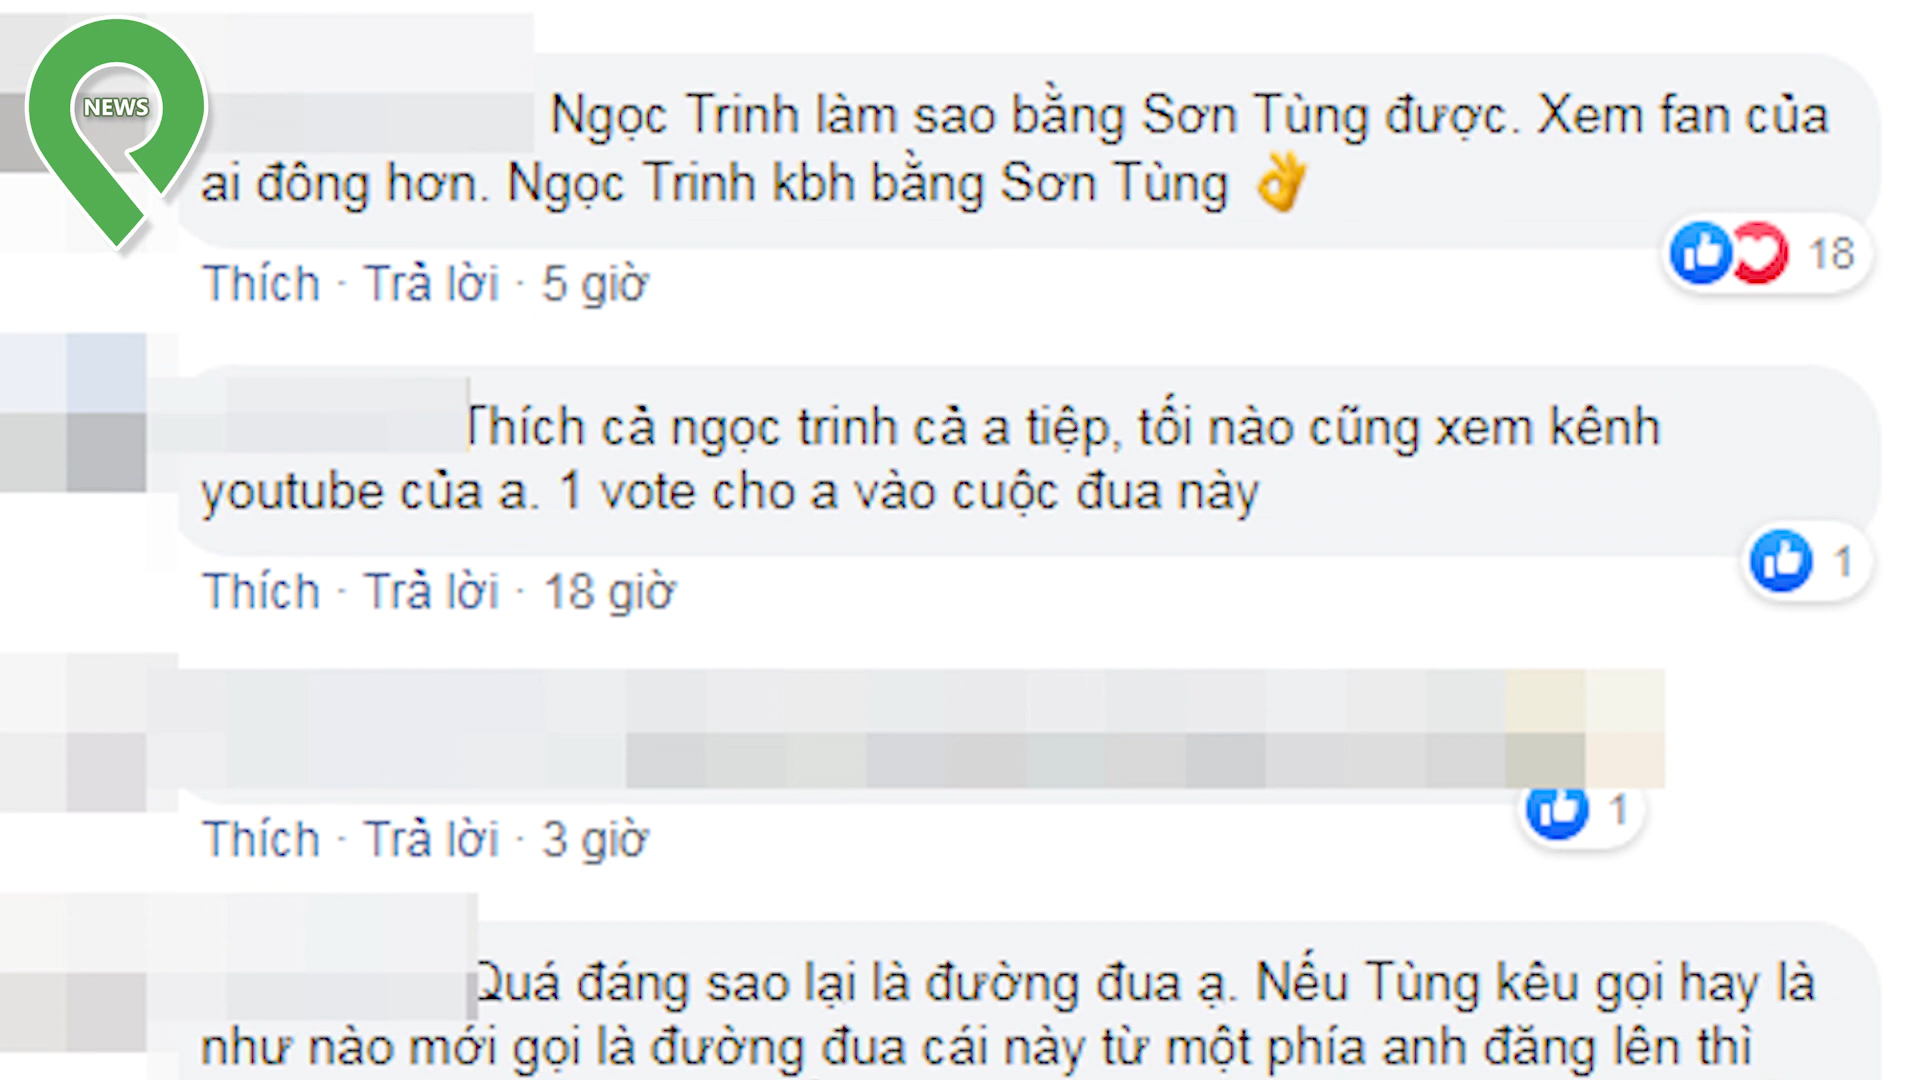 NEWS
Ngọc Trinh làm sao bằng Sơn Tùng được. Xem fan của
ai đông hơn. Ngọc Trinh kbh bằng Sơn Tùng 👌
18
Thích · Trả lời · 5 giờ
Thích cả ngọc trinh cả a tiệp, tối nào cũng xem kênh
youtube của a. 1 vote cho a vào cuộc đua này
1
Thích · Trả lời · 18 giờ
1
Thích · Trả lời · 3 giờ
Quá đáng sao lại là đường đua ạ. Nếu Tùng kêu gọi hay là
như nào mới gọi là đường đua cái này từ một phía anh đăng lên thì